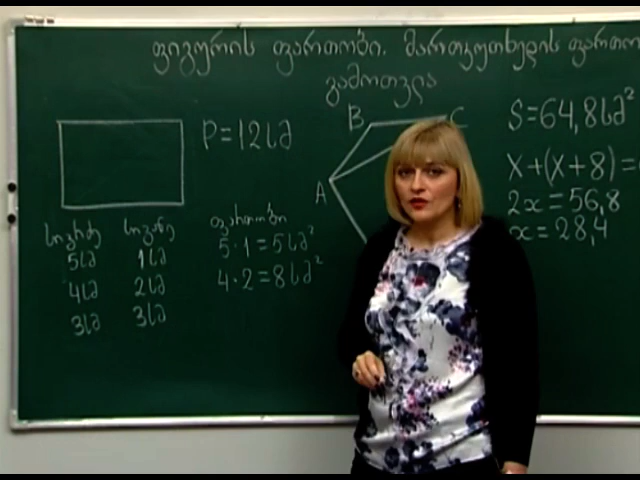 ფიგურის ფართობი. მართკუთხედის ფართო
გამოთვლა
P=12სმ
სიგრძე სიგანე ფართობი
5სმ 1სმ 5·1=5სმ²
4სმ 2სმ 4·2=8სმ²
3სმ 3სმ
B C
A
S=64,8სმ²
x+(x+8)=
2x=56,8
x=28,4